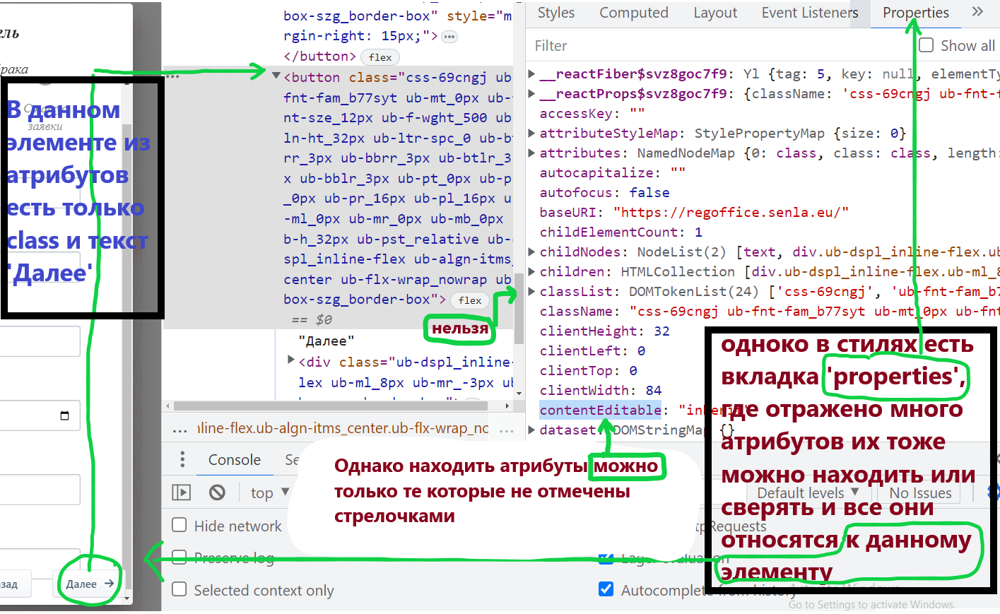 ель
брака
заявки
В данном
элементе из
атрибутов
есть только
class и текст
'Далее'
азад
Далее →
box-szg_border-box" style="m
rgin-right: 15px;">
</button> flex
<button class="css-69cngj ub-
fnt-fam_b77syt ub-mt_0px ub-
nt-sze_12px ub-f-wght_500 ub-
ln-ht_32px ub-ltr-spc_0 ub-b
rr_3px ub-bbrr_3px ub-btlr_3
x ub-bblr_3px ub-pt_0px ub-p
_0px ub-pr_16px ub-pl_16px u
-ml_0px ub-mr_0px ub-mb_0px
b-h_32px ub-pst_relative ub-
spl_inline-flex ub-algn-itms_
center ub-flx-wrap_nowrap ub
box-szg_border-box"> flex
== $0
нельзя
"Далее"
<div class="ub-dspl_inline-
lex ub-ml_8px ub-mr_-3px ub
... nline-flex.ub-algn-itms_center.ub-flx-wrap_no ...
Styles Computed Layout Event Listeners Properties »
Filter Show all
__reactFiber$svz8goc7f9: Yl {tag: 5, key: null, elementTy
__reactProps$svz8goc7f9: {className: 'css-69cngj ub-fnt-f
accessKey: ""
attributeStyleMap: StylePropertyMap {size: 0}
attributes: NamedNodeMap {0: class, class: class, length:
autocapitalize: ""
autofocus: false
baseURI: "https://regoffice.senla.eu/"
childElementCount: 1
childNodes: NodeList(2) [text, div.ub-dspl_inline-flex.ub
children: HTMLCollection [div.ub-dspl_inline-flex.ub-ml_8
classList: DOMTokenList(24) ['css-69cngj', 'ub-fnt-fam_b7
className: "css-69cngj ub-fnt-fam_b77syt ub-mt_0px ub-fnt
clientHeight: 32
clientLeft: 0
clientTop: 0
clientWidth: 84
contentEditable: "inherit"
dataset: DOMStringMap {}
одноко в стилях есть
вкладка 'properties',
где отражено много
атрибутов их тоже
можно находить или
сверять и все они
относятся к данному
элементу
Console Se
Однако находить атрибуты можно
только те которые не отмечены
стрелочками
top Default levels No Issues
Hide network
Preserve log
Selected context only Autocomplete from history
Activate Windows
Go to Settings to activate Windows.